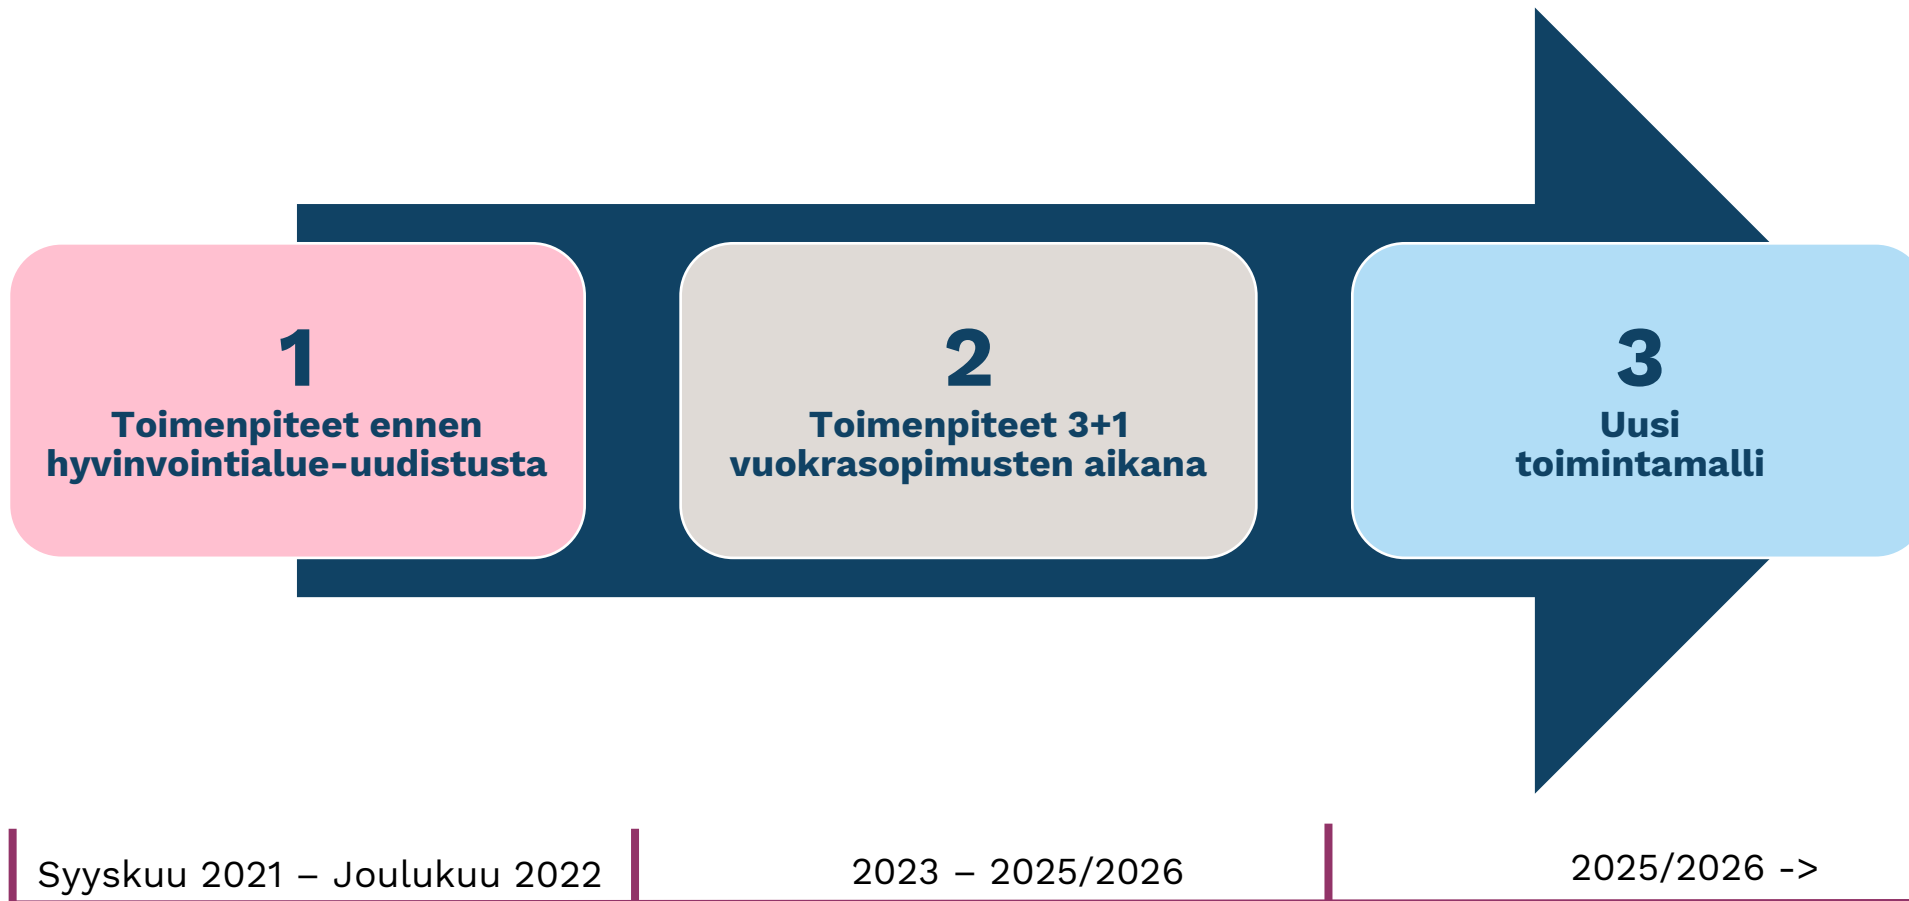 1
Toimenpiteet ennen
hyvinvointialue-uudistusta
2
Toimenpiteet 3+1
vuokrasopimusten aikana
3
Uusi
toimintamalli
Syyskuu 2021 – Joulukuu 2022
2023 – 2025/2026
2025/2026 ->